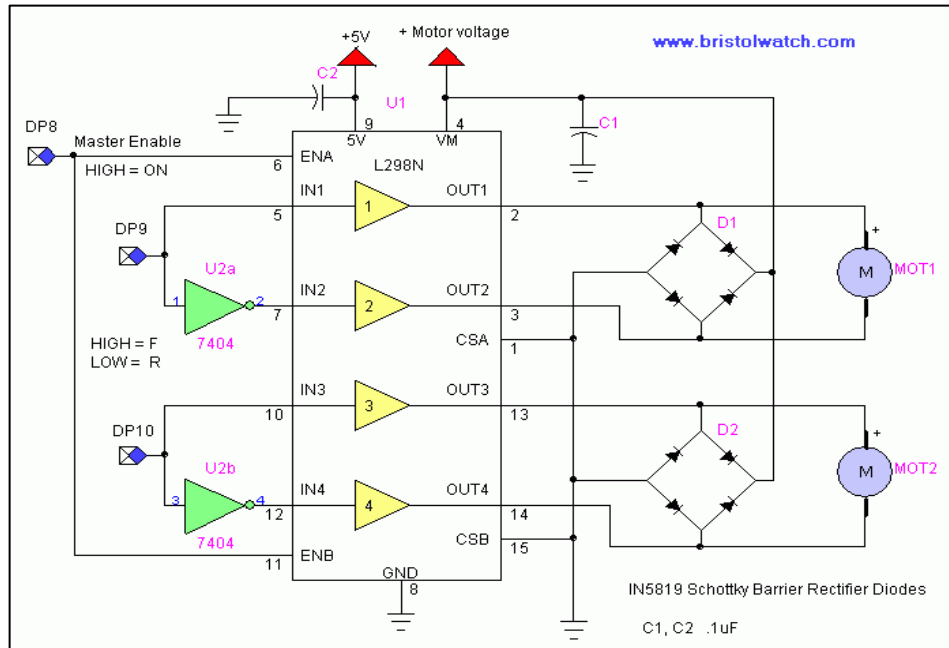 +5V
+ Motor voltage
www.bristolwatch.com
C2
U1
C1
DP8
Master Enable
HIGH = ON
9
5V
4
VM
6
ENA
L298N
IN1
5
1
OUT1
2
D1
+
M
MOT1
DP9
U2a
1
2
7404
IN2
7
2
OUT2
3
CSA
1
HIGH = F
LOW = R
IN3
10
3
OUT3
13
D2
+
M
MOT2
DP10
U2b
3
4
7404
IN4
12
4
OUT4
14
CSB
15
11
ENB
GND
8
IN5819 Schottky Barrier Rectifier Diodes
C1, C2 .1uF